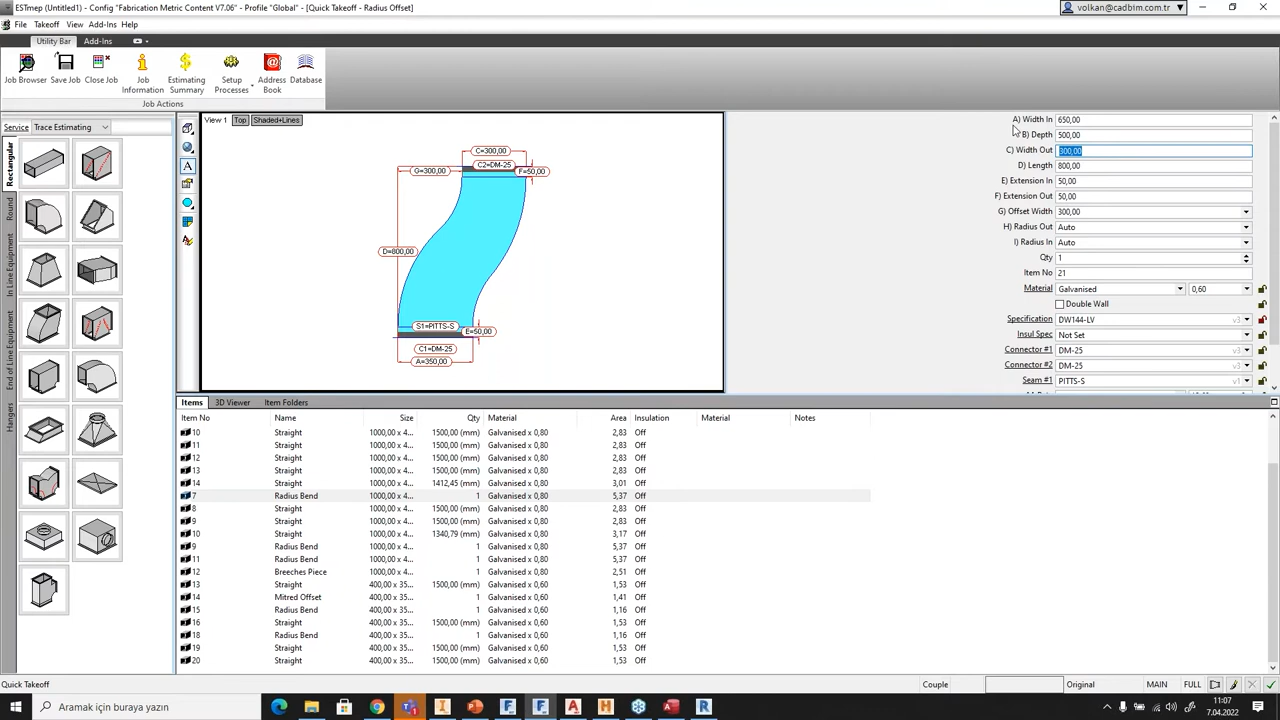 ESTmep (Untitled1) - Config "Fabrication Metric Content V7.06" - Profile "Global" - [Quick Takeoff - Radius Offset]
volkan@cadbim.com.tr
File Takeoff View Add-Ins Help
Utility Bar Add-Ins
Job Browser Save Job Close Job Job Information Estimating Summary Setup Processes Address Book Database
Job Actions
Service Trace Estimating
Rectangular
Round
In Line Equipment
End of Line Equipment
Hangers
View 1 Top Shaded+Lines
C=300,00
C2=DM-25
G=300,00
F=50,00
D=800,00
S1=PITTS-S
E=50,00
C1=DM-25
A=350,00
A) Width In 650,00
B) Depth 500,00
C) Width Out 300,00
D) Length 800,00
E) Extension In 50,00
F) Extension Out 50,00
G) Offset Width 300,00
H) Radius Out Auto
I) Radius In Auto
Qty 1
Item No 21
Material Galvanised 0,60
Double Wall
Specification DW144-LV v3
Insul Spec Not Set
Connector #1 DM-25 v3
Connector #2 DM-25 v3
Seam #1 PITTS-S v1
Items 3D Viewer Item Folders
Item No Name Size Qty Material Area Insulation Material Notes
10 Straight 1000,00 x 4... 1500,00 (mm) Galvanised x 0,80 2,83 Off
11 Straight 1000,00 x 4... 1500,00 (mm) Galvanised x 0,80 2,83 Off
12 Straight 1000,00 x 4... 1500,00 (mm) Galvanised x 0,80 2,83 Off
13 Straight 1000,00 x 4... 1500,00 (mm) Galvanised x 0,80 2,83 Off
14 Straight 1000,00 x 4... 1412,45 (mm) Galvanised x 0,80 3,01 Off
7 Radius Bend 1000,00 x 4... 1 Galvanised x 0,80 5,37 Off
8 Straight 1000,00 x 4... 1500,00 (mm) Galvanised x 0,80 2,83 Off
9 Straight 1000,00 x 4... 1500,00 (mm) Galvanised x 0,80 2,83 Off
10 Straight 1000,00 x 4... 1340,79 (mm) Galvanised x 0,80 3,17 Off
9 Radius Bend 1000,00 x 4... 1 Galvanised x 0,80 5,37 Off
11 Radius Bend 1000,00 x 4... 1 Galvanised x 0,80 5,37 Off
12 Breeches Piece 1000,00 x 4... 1 Galvanised x 0,80 2,51 Off
13 Straight 400,00 x 35... 1500,00 (mm) Galvanised x 0,60 1,53 Off
14 Mitred Offset 400,00 x 35... 1 Galvanised x 0,60 1,41 Off
15 Radius Bend 400,00 x 35... 1 Galvanised x 0,60 1,16 Off
16 Straight 400,00 x 35... 1500,00 (mm) Galvanised x 0,60 1,53 Off
18 Radius Bend 400,00 x 35... 1 Galvanised x 0,60 1,16 Off
19 Straight 400,00 x 35... 1500,00 (mm) Galvanised x 0,60 1,53 Off
20 Straight 400,00 x 35... 1500,00 (mm) Galvanised x 0,60 1,53 Off
Quick Takeoff Couple Original MAIN FULL
Aramak için buraya yazın
11:07
7.04.2022